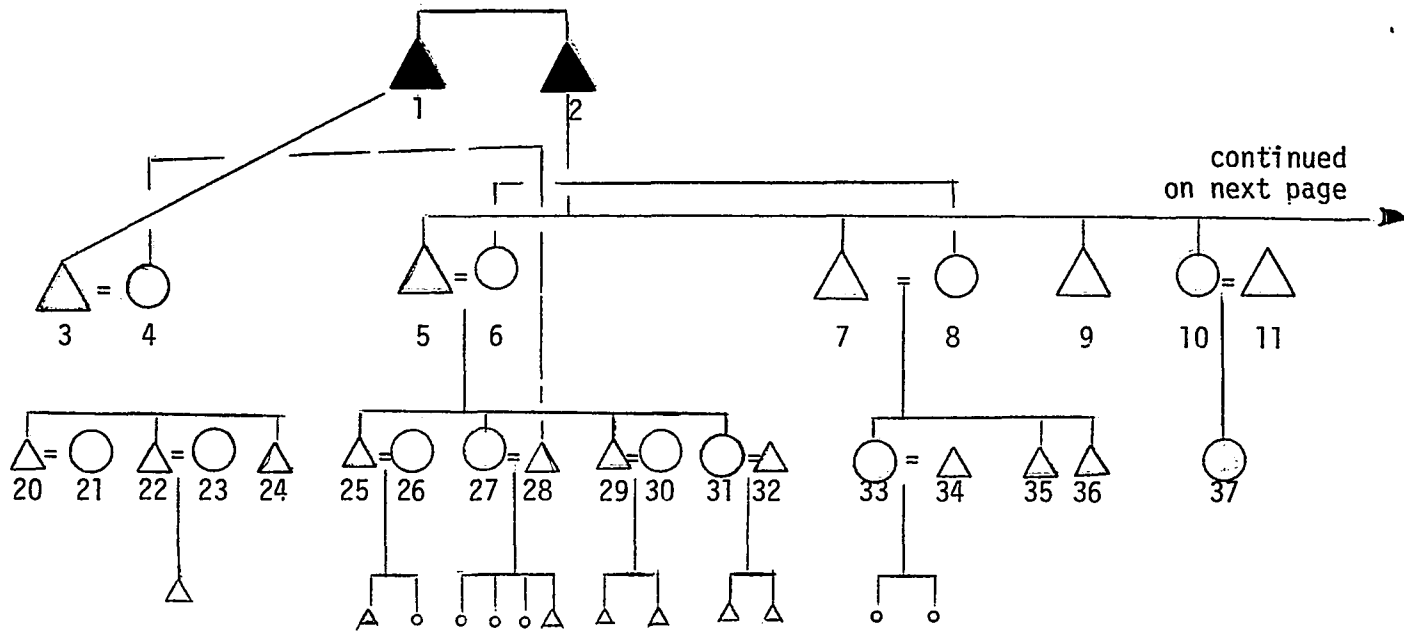 1 2
continued
on next page
= = = =
3 4 5 6 7 8 9 10 11
= = = = = = =
20 21 22 23 24 25 26 27 28 29 30 31 32 33 34 35 36 37